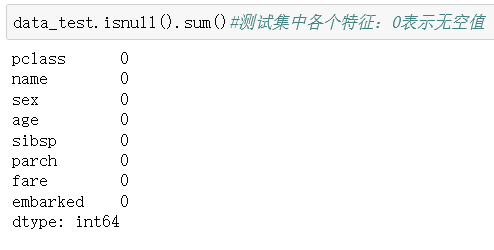 data_test.isnull().sum()#测试集中各个特征：0表示无空值
pclass      0
name        0
sex         0
age         0
sibsp       0
parch       0
fare        0
embarked    0
dtype: int64